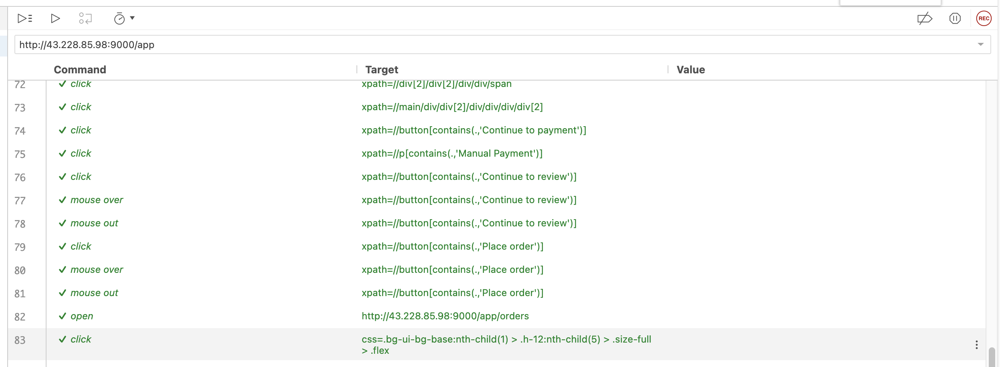 REC
http://43.228.85.98:9000/app
Command Target Value
72 click xpath=//div[2]/div[2]/div/div/span
73 click xpath=//main/div/div[2]/div/div/div/div[2]
74 click xpath=//button[contains(.,'Continue to payment')]
75 click xpath=//p[contains(.,'Manual Payment')]
76 click xpath=//button[contains(.,'Continue to review')]
77 mouse over xpath=//button[contains(.,'Continue to review')]
78 mouse out xpath=//button[contains(.,'Continue to review')]
79 click xpath=//button[contains(.,'Place order')]
80 mouse over xpath=//button[contains(.,'Place order')]
81 mouse out xpath=//button[contains(.,'Place order')]
82 open http://43.228.85.98:9000/app/orders
83 click css=.bg-ui-bg-base:nth-child(1) > .h-12:nth-child(5) > .size-full
> .flex